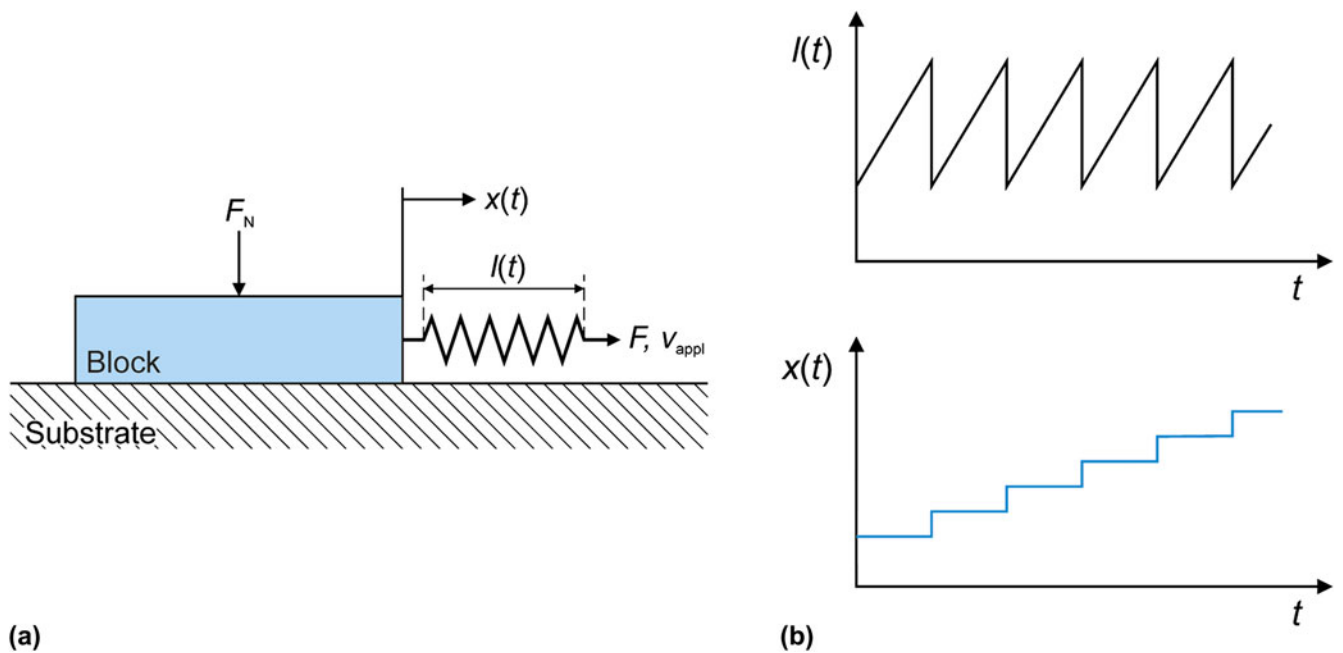 F_N
x(t)
l(t)
F, v_appl
Block
Substrate
(a)
l(t)
t
x(t)
t
(b)